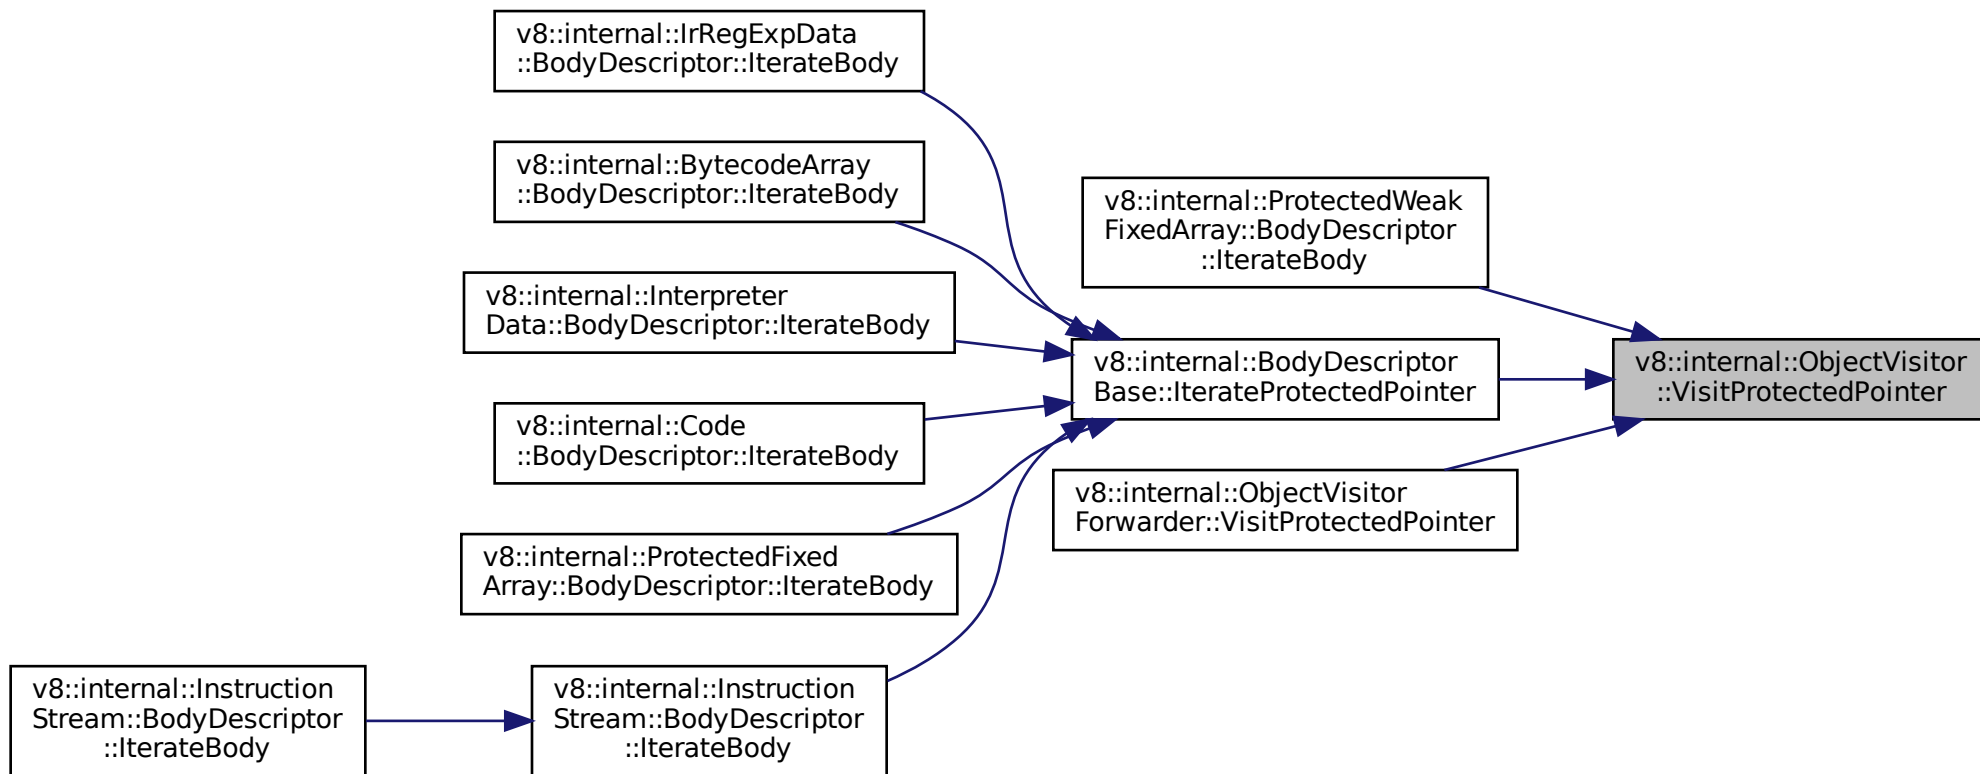 v8::internal::IrRegExpData
::BodyDescriptor::IterateBody
v8::internal::BytecodeArray
::BodyDescriptor::IterateBody
v8::internal::Interpreter
Data::BodyDescriptor::IterateBody
v8::internal::Code
::BodyDescriptor::IterateBody
v8::internal::ProtectedFixed
Array::BodyDescriptor::IterateBody
v8::internal::Instruction
Stream::BodyDescriptor
::IterateBody
v8::internal::Instruction
Stream::BodyDescriptor
::IterateBody
v8::internal::ProtectedWeak
FixedArray::BodyDescriptor
::IterateBody
v8::internal::BodyDescriptor
Base::IterateProtectedPointer
v8::internal::ObjectVisitor
Forwarder::VisitProtectedPointer
v8::internal::ObjectVisitor
::VisitProtectedPointer